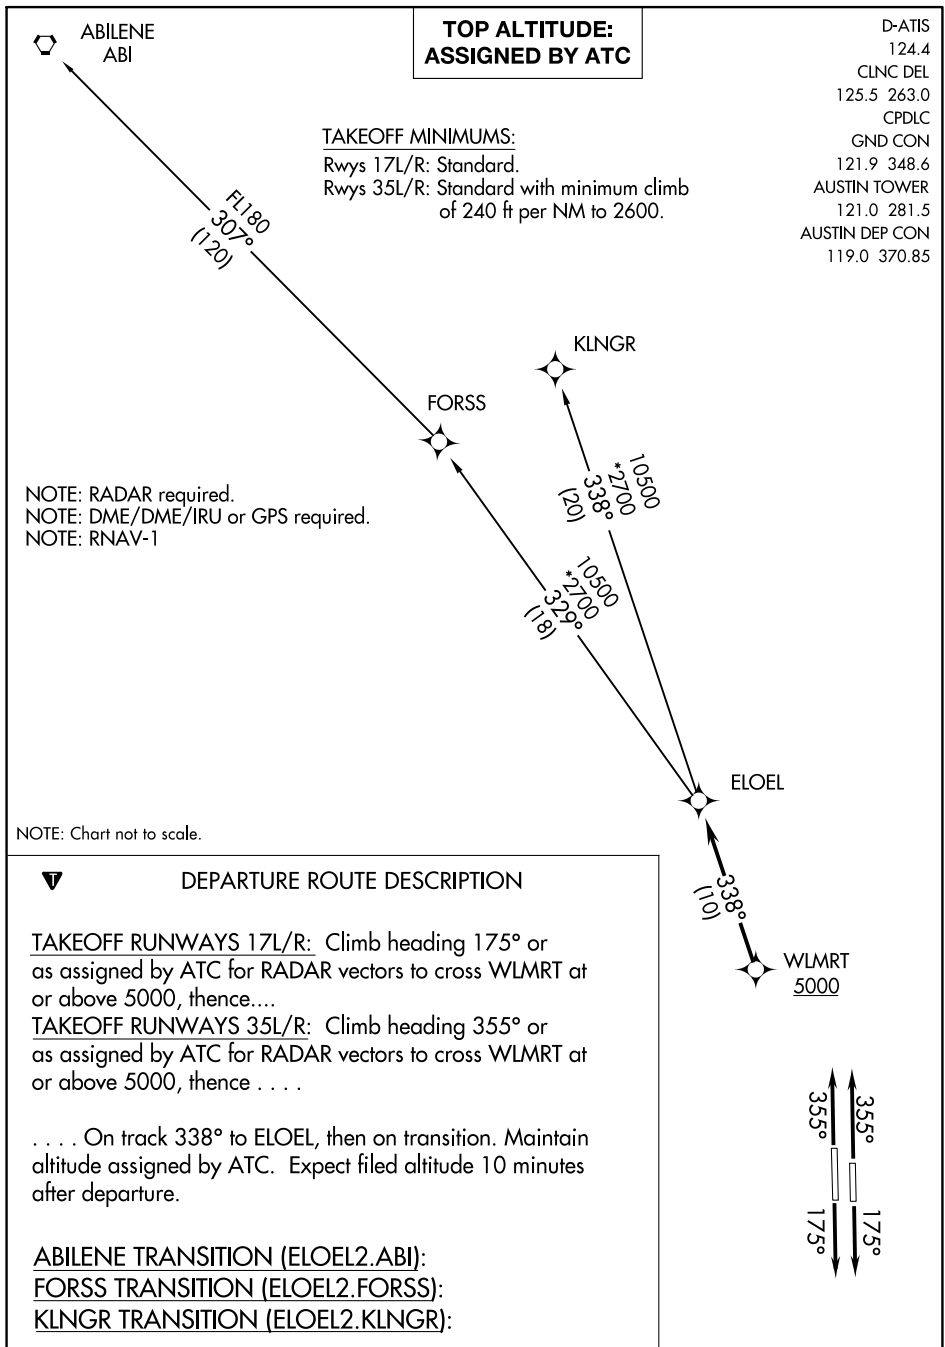 ABILENE
ABI
TOP ALTITUDE:
ASSIGNED BY ATC
D-ATIS
124.4
CLNC DEL
125.5 263.0
CPDLC
GND CON
121.9 348.6
AUSTIN TOWER
121.0 281.5
AUSTIN DEP CON
119.0 370.85
TAKEOFF MINIMUMS:
Rwys 17L/R: Standard.
Rwys 35L/R: Standard with minimum climb
of 240 ft per NM to 2600.
FL180
307°
(120)
KLNGR
FORSS
10500
*2700
338°
(20)
NOTE: RADAR required.
NOTE: DME/DME/IRU or GPS required.
NOTE: RNAV-1
10500
*2700
329°
(18)
ELOEL
NOTE: Chart not to scale.
338°
(10)
WLMRT
5000
T
DEPARTURE ROUTE DESCRIPTION
TAKEOFF RUNWAYS 17L/R: Climb heading 175° or
as assigned by ATC for RADAR vectors to cross WLMRT at
or above 5000, thence....
TAKEOFF RUNWAYS 35L/R: Climb heading 355° or
as assigned by ATC for RADAR vectors to cross WLMRT at
or above 5000, thence . . . .
. . . . On track 338° to ELOEL, then on transition. Maintain
altitude assigned by ATC. Expect filed altitude 10 minutes
after departure.
ABILENE TRANSITION (ELOEL2.ABI):
FORSS TRANSITION (ELOEL2.FORSS):
KLNGR TRANSITION (ELOEL2.KLNGR):
355°
355°
175°
175°